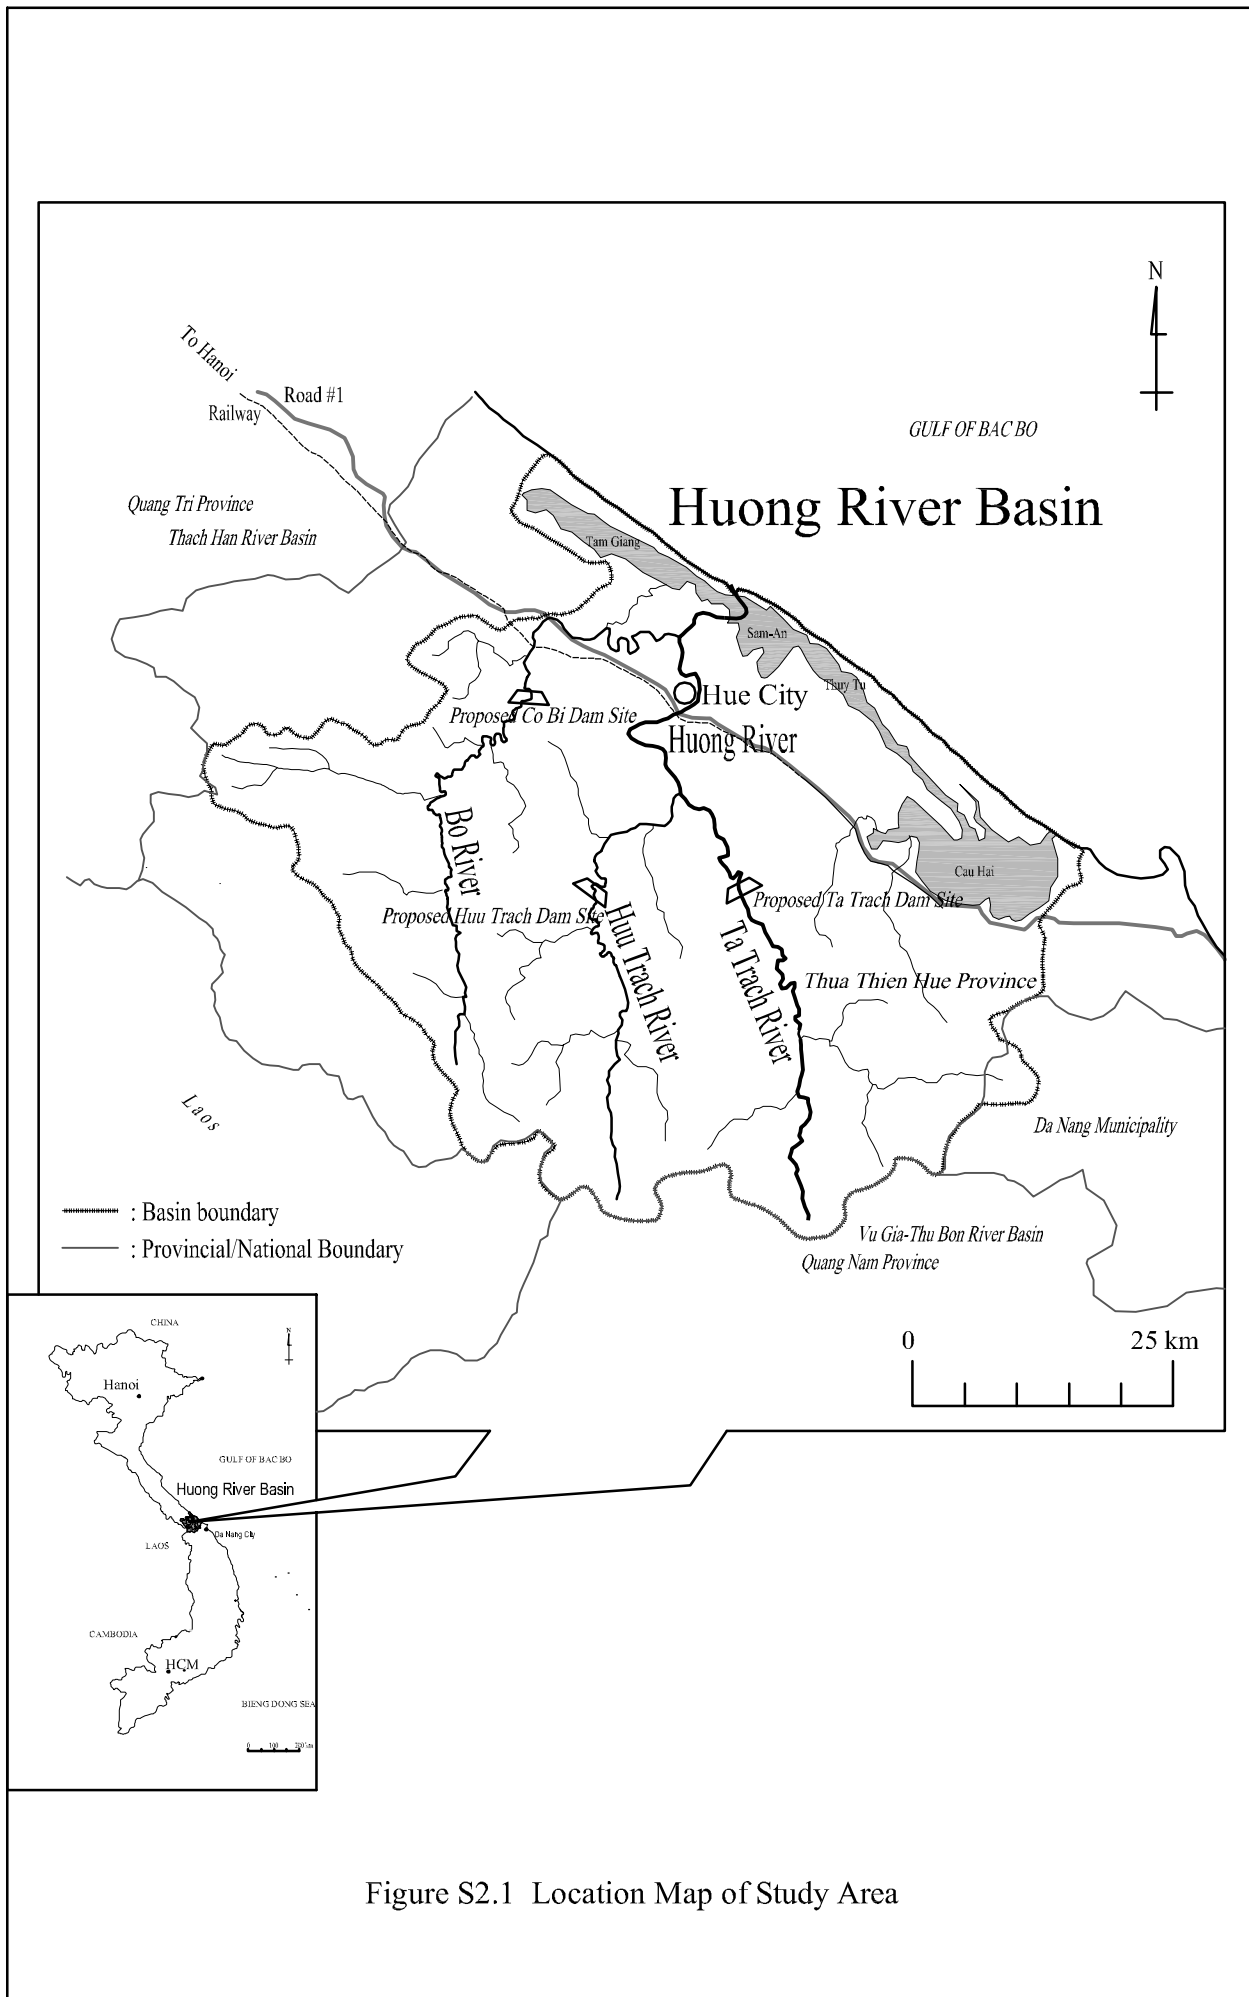 N
To Hanoi
Road #1
Railway
GULF OF BAC BO
Huong River Basin
Quang Tri Province
Thach Han River Basin
Tam Giang
Sam-An
Thuy Tu
Hue City
Proposed Co Bi Dam Site
Huong River
Bo River
Cau Hai
Proposed Ta Trach Dam Site
Proposed Huu Trach Dam Site
Huu Trach River
Ta Trach River
Thua Thien Hue Province
Laos
Da Nang Municipality
: Basin boundary
: Provincial/National Boundary
Vu Gia-Thu Bon River Basin
Quang Nam Province
0 25 km
CHINA
N
Hanoi
GULF OF BAC BO
Huong River Basin
Da Nang City
LAOS
CAMBODIA
HCM
BIENG DONG SEA
0 100 200 km
Figure S2.1 Location Map of Study Area